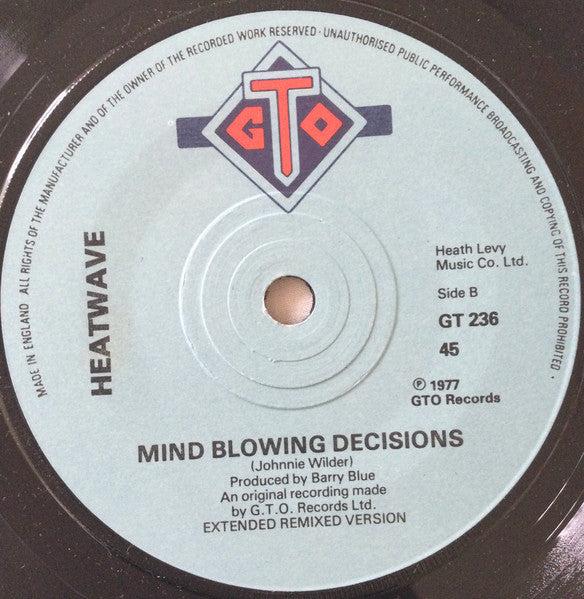 MADE IN ENGLAND ALL RIGHTS OF THE MANUFACTURER AND OF THE OWNER OF THE RECORDED WORK RESERVED · UNAUTHORISED PUBLIC PERFORMANCE BROADCASTING AND COPYING OF THIS RECORD PROHIBITED ·
GTO
HEATWAVE
Heath Levy
Music Co. Ltd.
Side B
GT 236
45
℗ 1977
GTO Records
MIND BLOWING DECISIONS
(Johnnie Wilder)
Produced by Barry Blue
An original recording made
by G.T.O. Records Ltd.
EXTENDED REMIXED VERSION